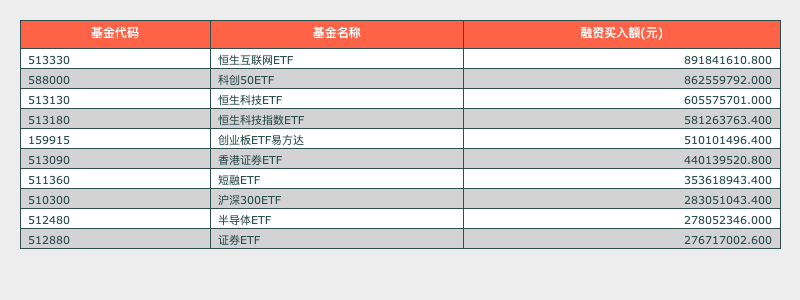 基金代码 基金名称 融资买入额(元)
513330 恒生互联网ETF 891841610.800
588000 科创50ETF 862559792.000
513130 恒生科技ETF 605575701.000
513180 恒生科技指数ETF 581263763.400
159915 创业板ETF易方达 510101496.400
513090 香港证券ETF 440139520.800
511360 短融ETF 353618943.400
510300 沪深300ETF 283051043.400
512480 半导体ETF 278052346.000
512880 证券ETF 276717002.600